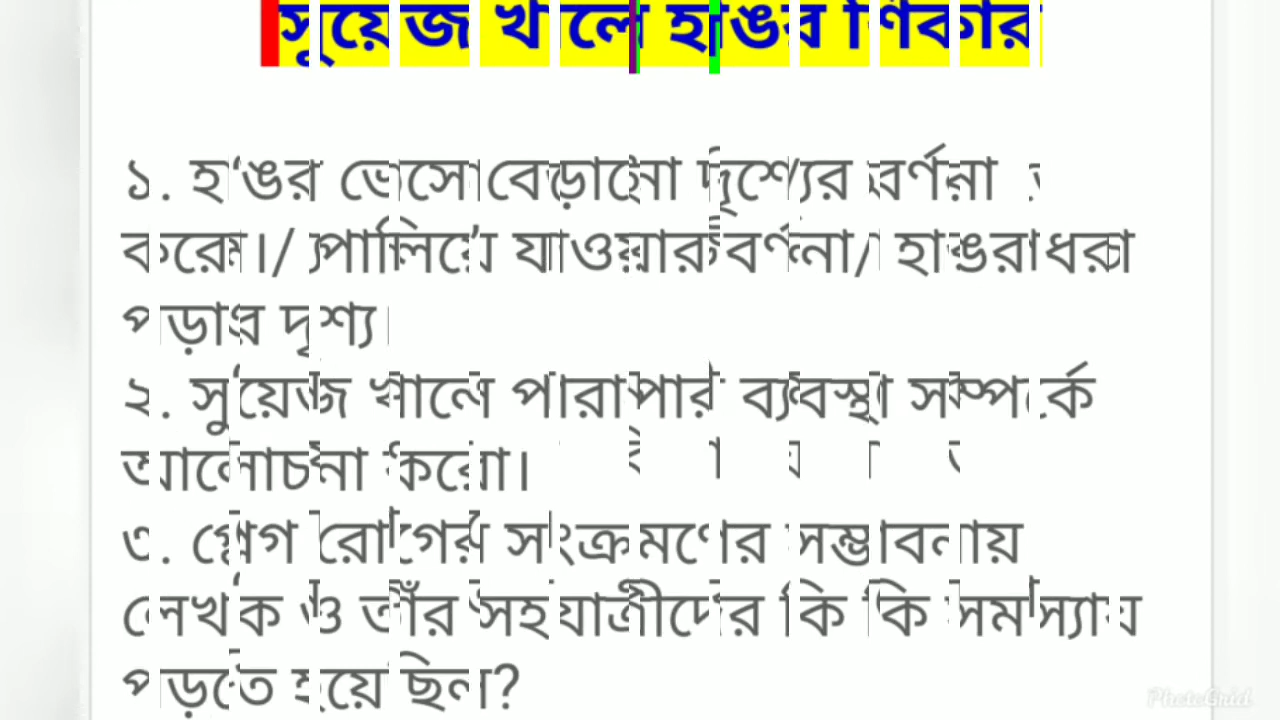 সুয়েজ খালে হাঙর শিকার
১. হাঙর ভেসে বেড়ানো দৃশ্যের বর্ণনা
করো।/ পালিয়ে যাওয়ার বর্ণনা/ হাঙর ধরা
পড়ার দৃশ্য।
২. সুয়েজ খালে পারাপার ব্যবস্থা সম্পর্কে
আলোচনা করো।
৩. প্লেগ রোগের সংক্রমণের সম্ভাবনায়
লেখক ও তাঁর সহযাত্রীদের কি কি সমস্যায়
পড়তে হয়েছিল?
PhotoGrid